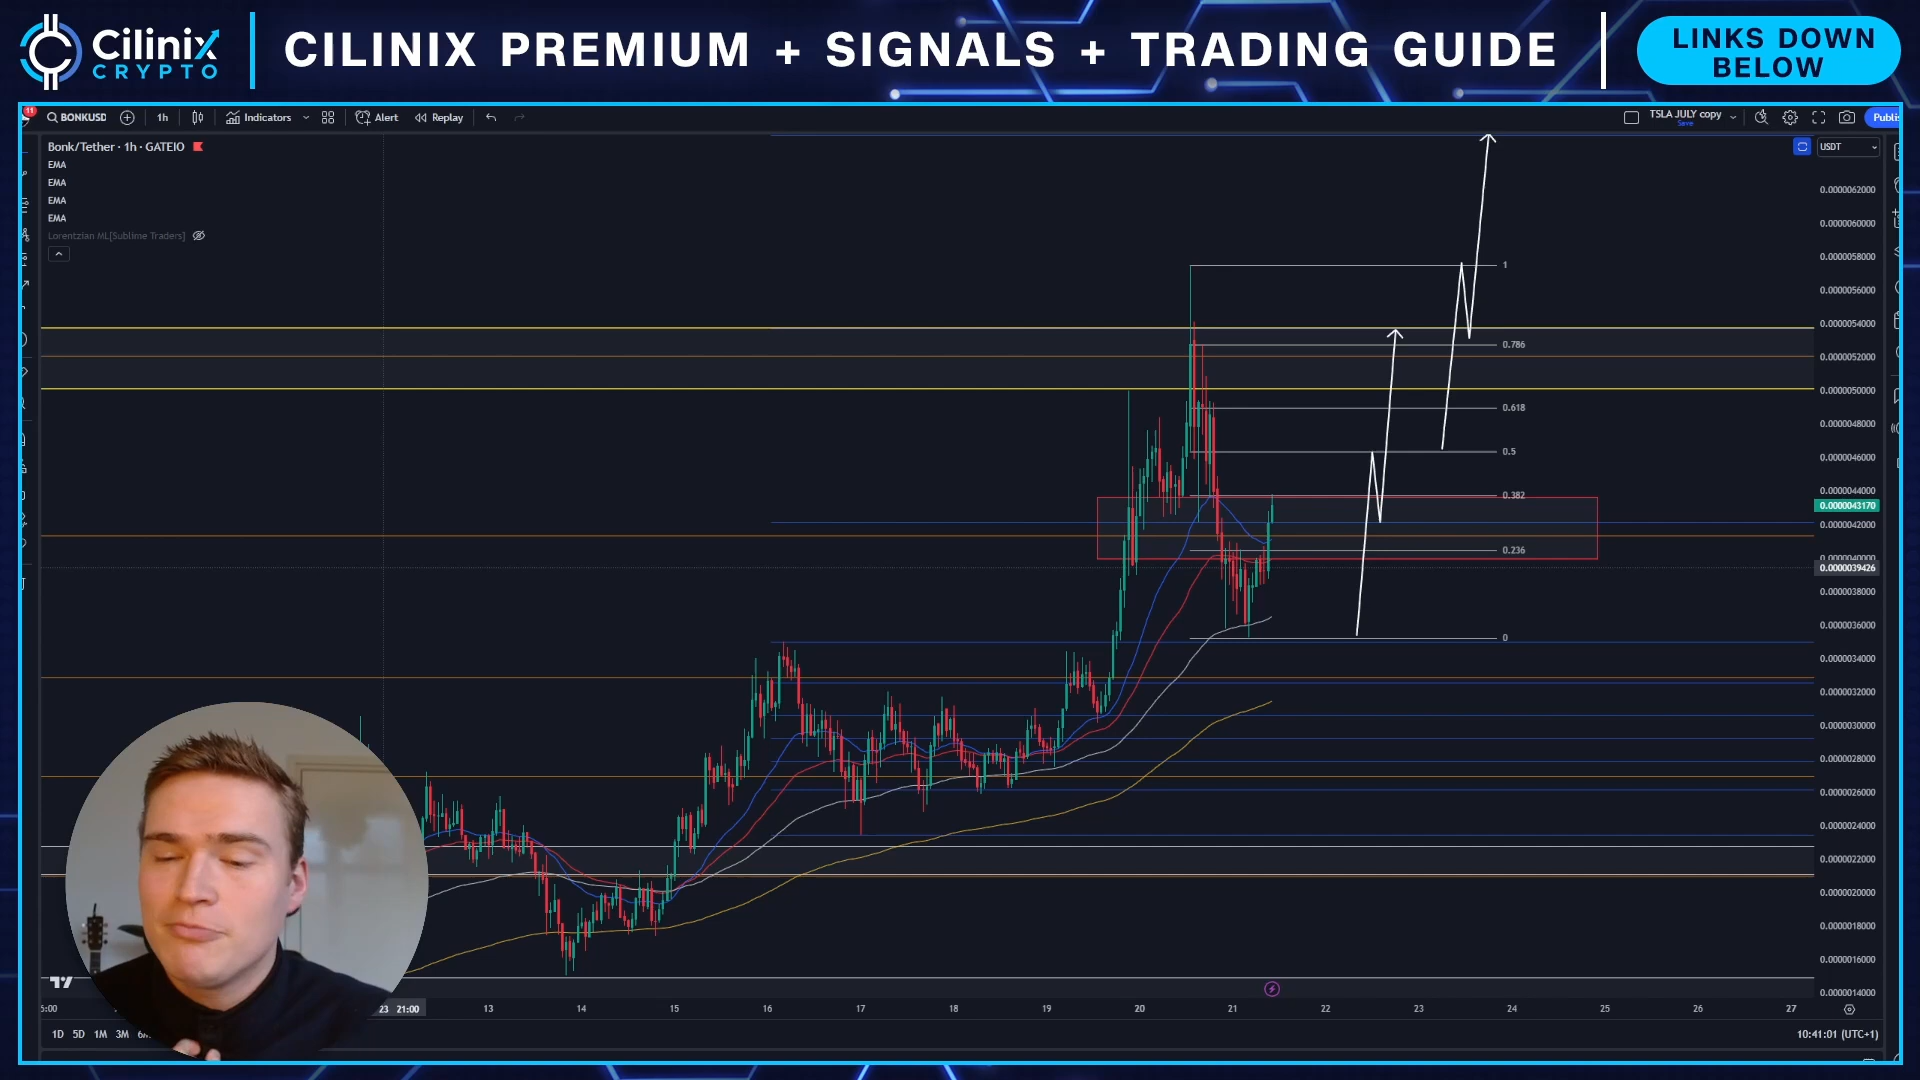 Cilinix
CRYPTO
CILINIX PREMIUM + SIGNALS + TRADING GUIDE
LINKS DOWN
BELOW
11
BONKUSD
1h
Indicators
Alert
Replay
TSLA JULY copy
Save
Bonk/Tether · 1h · GATEIO
EMA
EMA
EMA
EMA
Lorentzian ML[Sublime Traders]
USDT
0.0000062000
0.0000060000
0.0000058000
0.0000056000
0.0000054000
0.0000052000
0.0000050000
0.0000048000
0.0000046000
0.0000044000
0.0000043170
0.0000042000
0.0000040000
0.0000039426
0.0000038000
0.0000036000
0.0000034000
0.0000032000
0.0000030000
0.0000028000
0.0000026000
0.0000024000
0.0000022000
0.0000020000
0.0000018000
0.0000016000
0.0000014000
1
0.786
0.618
0.5
0.382
0.236
0
23 21:00
13
14
15
16
17
18
19
20
21
22
23
24
25
26
27
1D 5D 1M 3M
10:41:01 (UTC+1)